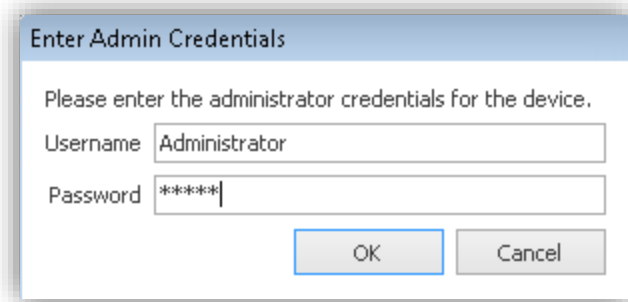 Enter Admin Credentials
Please enter the administrator credentials for the device.
Username Administrator
Password *****
OK Cancel